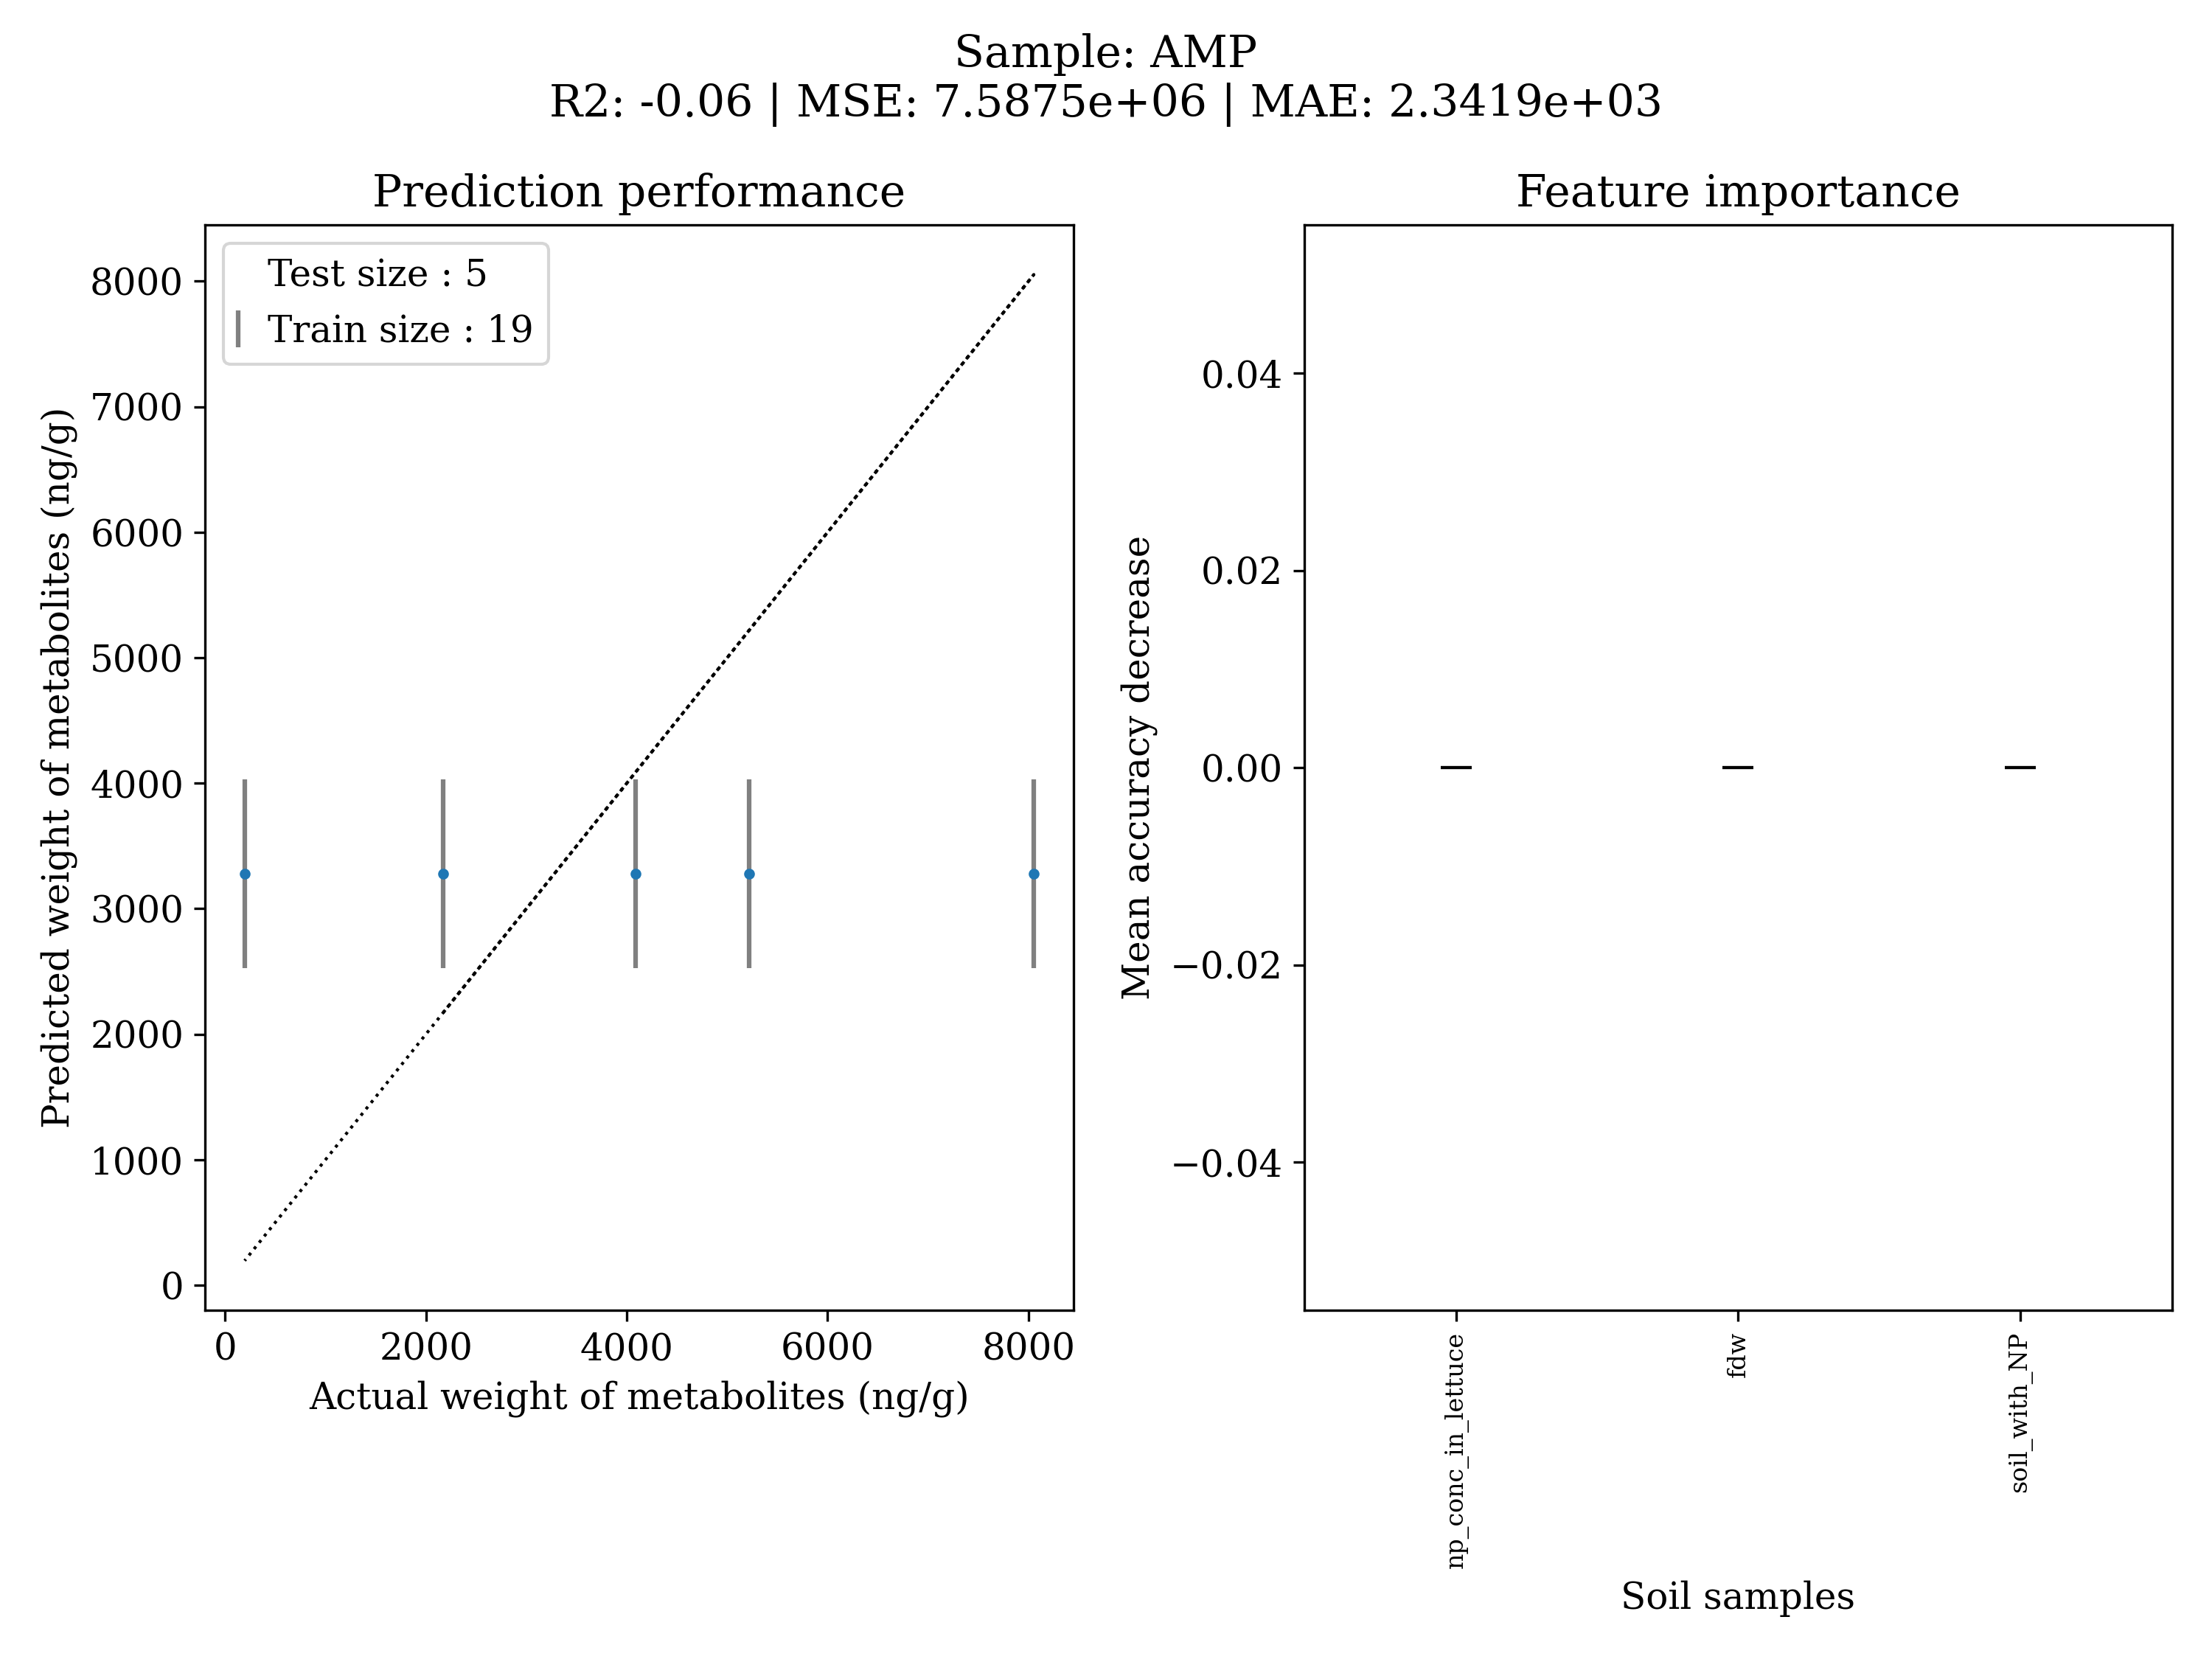 Sample: AMP
R2: -0.06 | MSE: 7.5875e+06 | MAE: 2.3419e+03
Prediction performance
Test size : 5
Train size : 19
8000
7000
6000
5000
4000
3000
2000
1000
0
Predicted weight of metabolites (ng/g)
0 2000 4000 6000 8000
Actual weight of metabolites (ng/g)
Feature importance
0.04
0.02
0.00
−0.02
−0.04
Mean accuracy decrease
np_conc_in_lettuce
fdw
soil_with_NP
Soil samples